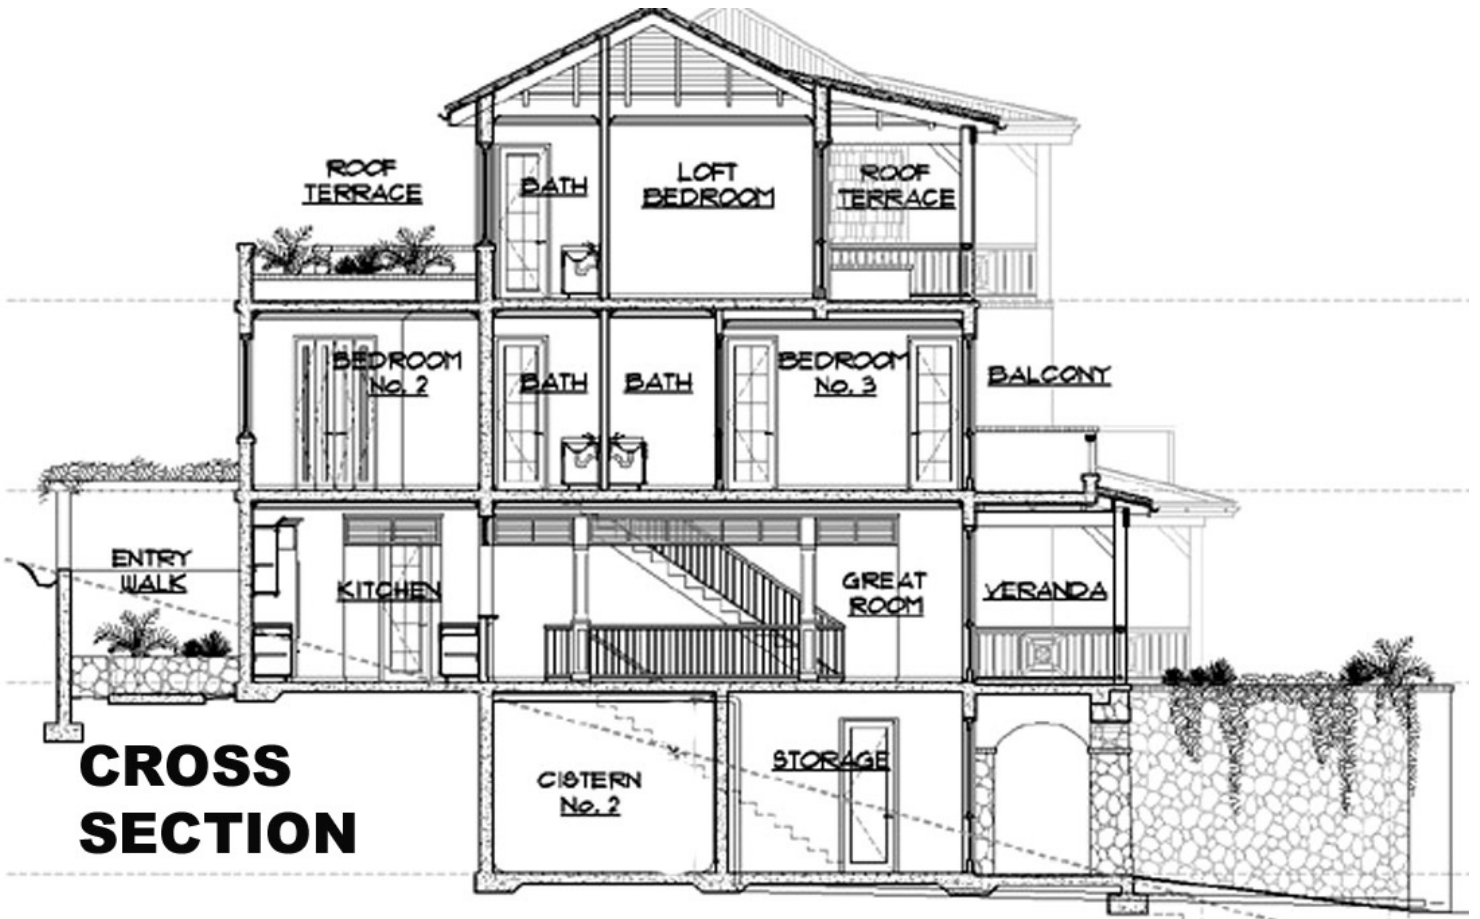 ROOF
TERRACE
BATH
LOFT
BEDROOM
ROOF
TERRACE
BEDROOM
No. 2
BATH
BATH
BEDROOM
No. 3
BALCONY
ENTRY
WALK
KITCHEN
GREAT
ROOM
VERANDA
CISTERN
No. 2
STORAGE
CROSS
SECTION